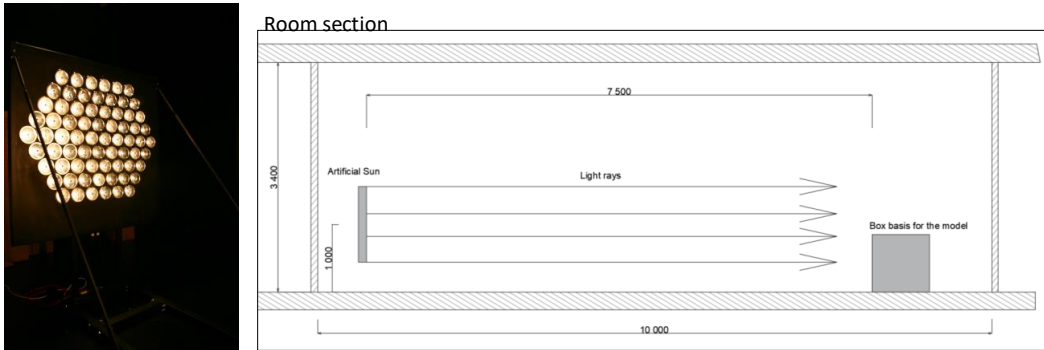 Room section
7 500
3 400
Artificial Sun
Light rays
Box basis for the model
1 000
10 000